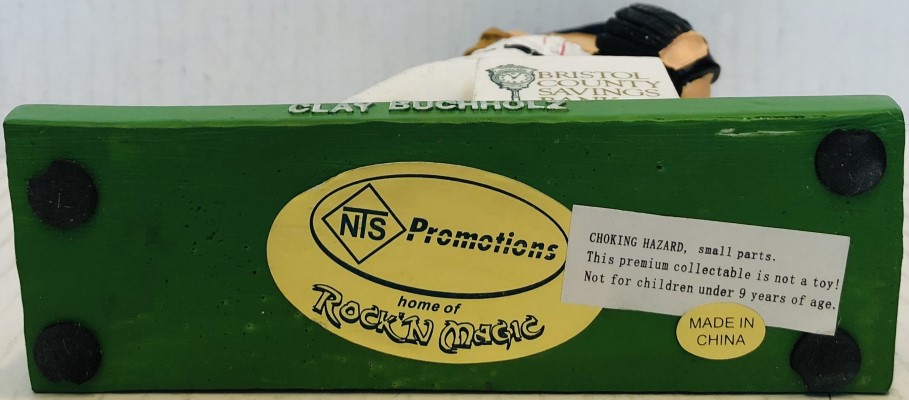 BRISTOL
COUNTY
SAVINGS
CLAY BUCHHOLZ
NTS Promotions
home of
ROCK'N MAGIC
CHOKING HAZARD, small parts.
This premium collectable is not a toy!
Not for children under 9 years of age.
MADE IN
CHINA